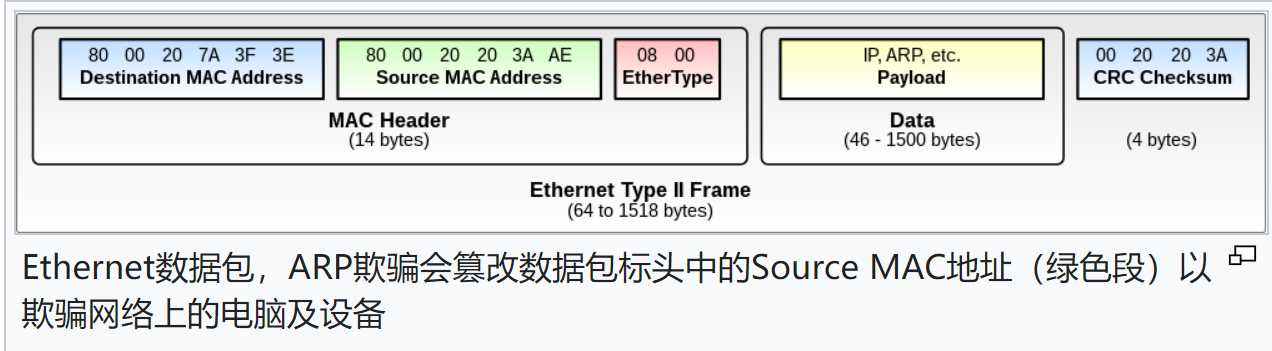 80 00 20 7A 3F 3E
Destination MAC Address
80 00 20 20 3A AE
Source MAC Address
08 00
EtherType
IP, ARP, etc.
Payload
00 20 20 3A
CRC Checksum
MAC Header
(14 bytes)
Data
(46 - 1500 bytes)
(4 bytes)
Ethernet Type II Frame
(64 to 1518 bytes)
Ethernet数据包，ARP欺骗会篡改数据包标头中的Source MAC地址（绿色段）以
欺骗网络上的电脑及设备